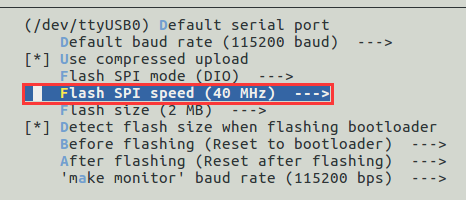 (/dev/ttyUSB0) Default serial port
Default baud rate (115200 baud)  --->
[*] Use compressed upload
Flash SPI mode (DIO)  --->
Flash SPI speed (40 MHz)  --->
Flash size (2 MB)  --->
[*] Detect flash size when flashing bootloader
Before flashing (Reset to bootloader)  --->
After flashing (Reset after flashing)  --->
'make monitor' baud rate (115200 bps)  --->